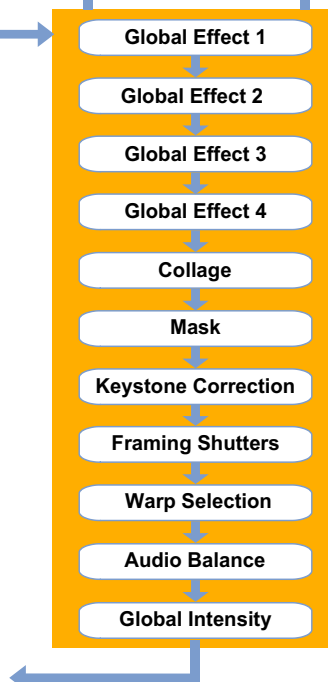 Global Effect 1
Global Effect 2
Global Effect 3
Global Effect 4
Collage
Mask
Keystone Correction
Framing Shutters
Warp Selection
Audio Balance
Global Intensity